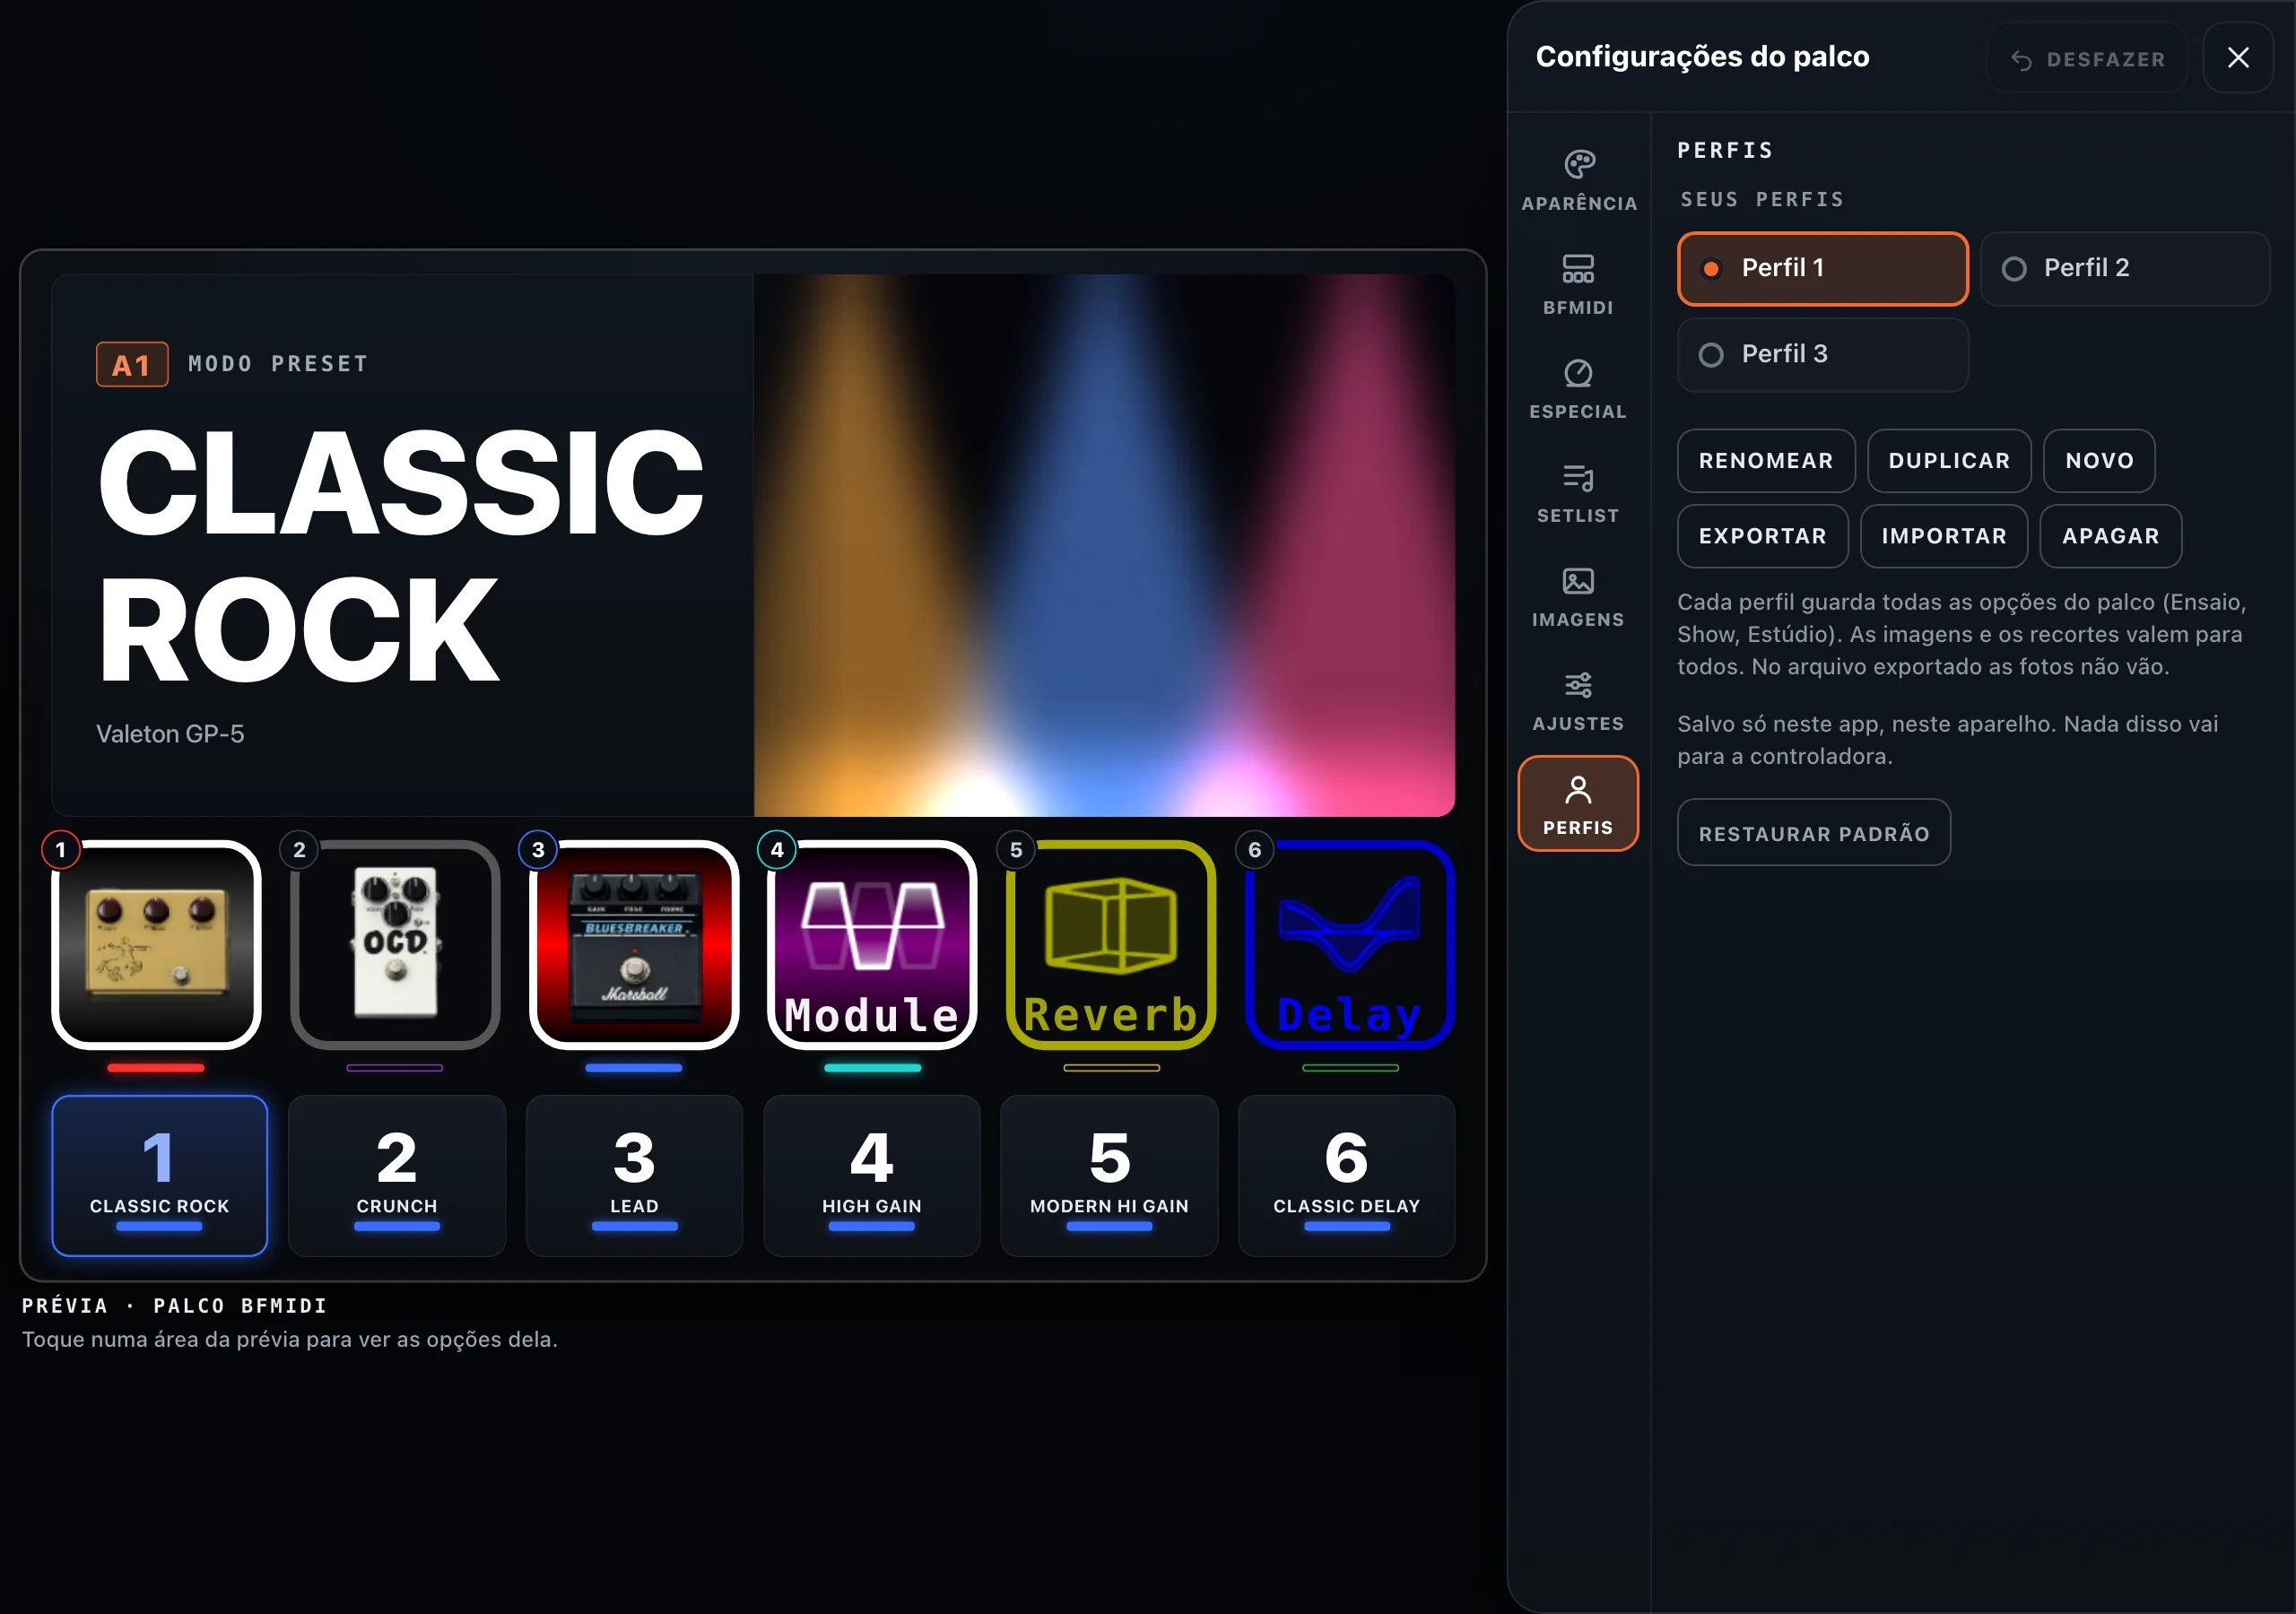 Configurações do palco
DESFAZER
APARÊNCIA
BFMIDI
ESPECIAL
SETLIST
IMAGENS
AJUSTES
PERFIS
PERFIS
SEUS PERFIS
Perfil 1
Perfil 2
Perfil 3
RENOMEAR
DUPLICAR
NOVO
EXPORTAR
IMPORTAR
APAGAR
Cada perfil guarda todas as opções do palco (Ensaio,
Show, Estúdio). As imagens e os recortes valem para
todos. No arquivo exportado as fotos não vão.
Salvo só neste app, neste aparelho. Nada disso vai
para a controladora.
RESTAURAR PADRÃO
A1 MODO PRESET
CLASSIC
ROCK
Valeton GP-5
1
2
OCD
3
BLUESBREAKER
Marshall
4
Module
5
Reverb
6
Delay
1
CLASSIC ROCK
2
CRUNCH
3
LEAD
4
HIGH GAIN
5
MODERN HI GAIN
6
CLASSIC DELAY
PRÉVIA · PALCO BFMIDI
Toque numa área da prévia para ver as opções dela.